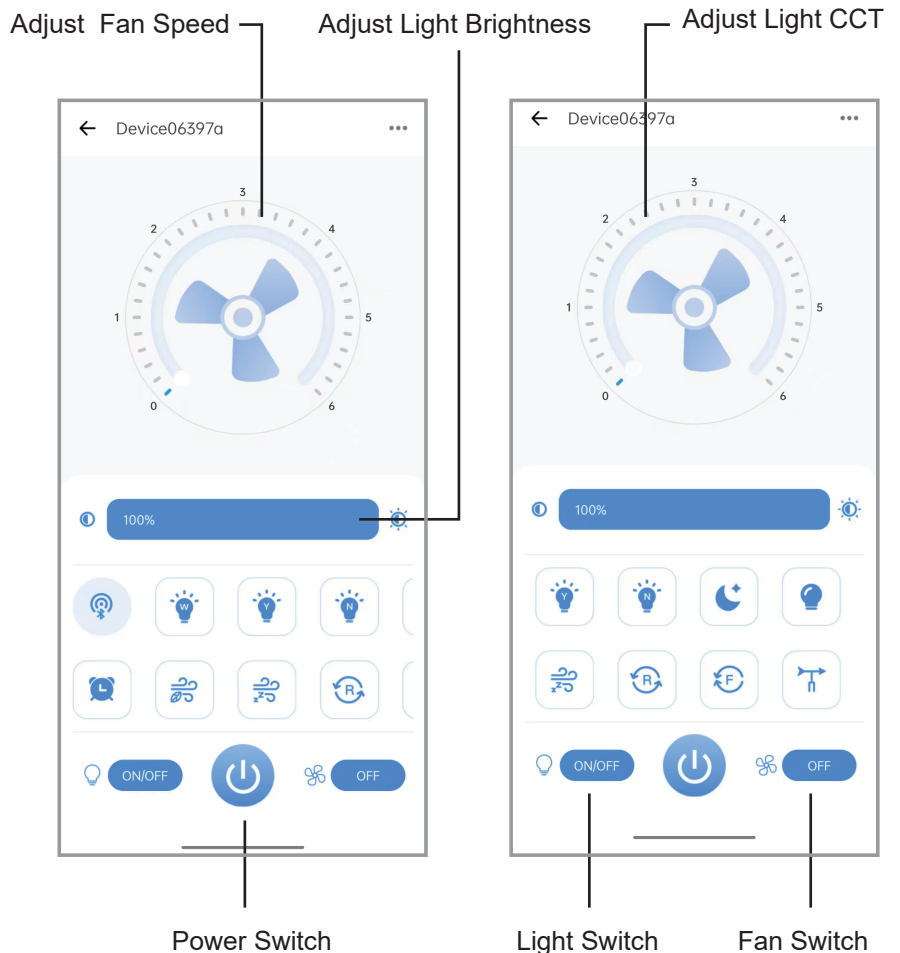 Adjust Fan Speed
Adjust Light Brightness
Adjust Light CCT
Device06397a
3
2
4
1
5
0
6
100%
W
Y
N
R
ON/OFF
OFF
Device06397a
3
2
4
1
5
0
6
100%
Y
N
z z
R
F
ON/OFF
OFF
Power Switch
Light Switch
Fan Switch